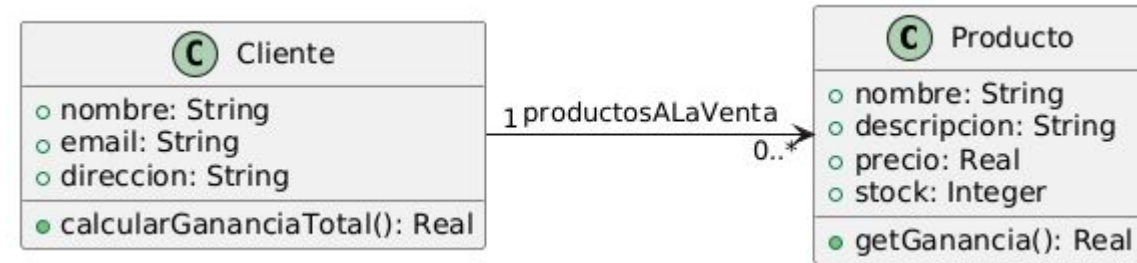 C Cliente
nombre: String
email: String
direccion: String
calcularGananciaTotal(): Real
1 productosALaVenta
0..*
C Producto
nombre: String
descripcion: String
precio: Real
stock: Integer
getGanancia(): Real